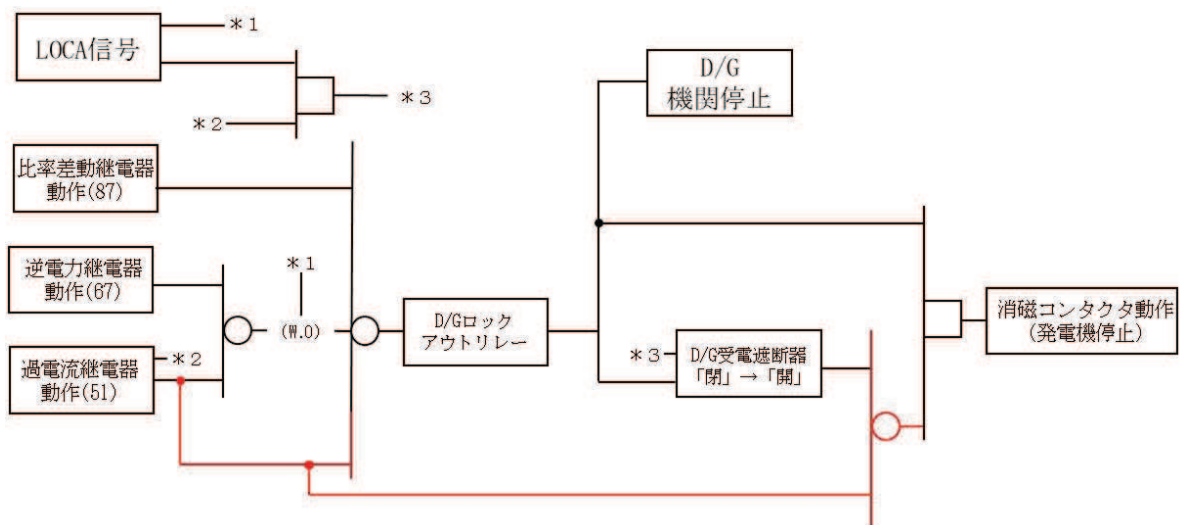 LOCA信号
*1
*3
*2
D/G
機関停止
比率差動継電器
動作(87)
逆電力継電器
動作(67)
*1
(W.O)
D/Gロック
アウトリレー
消磁コンタクタ動作
(発電機停止)
過電流継電器
動作(51)
*2
*3
D/G受電遮断器
「閉」→「開」